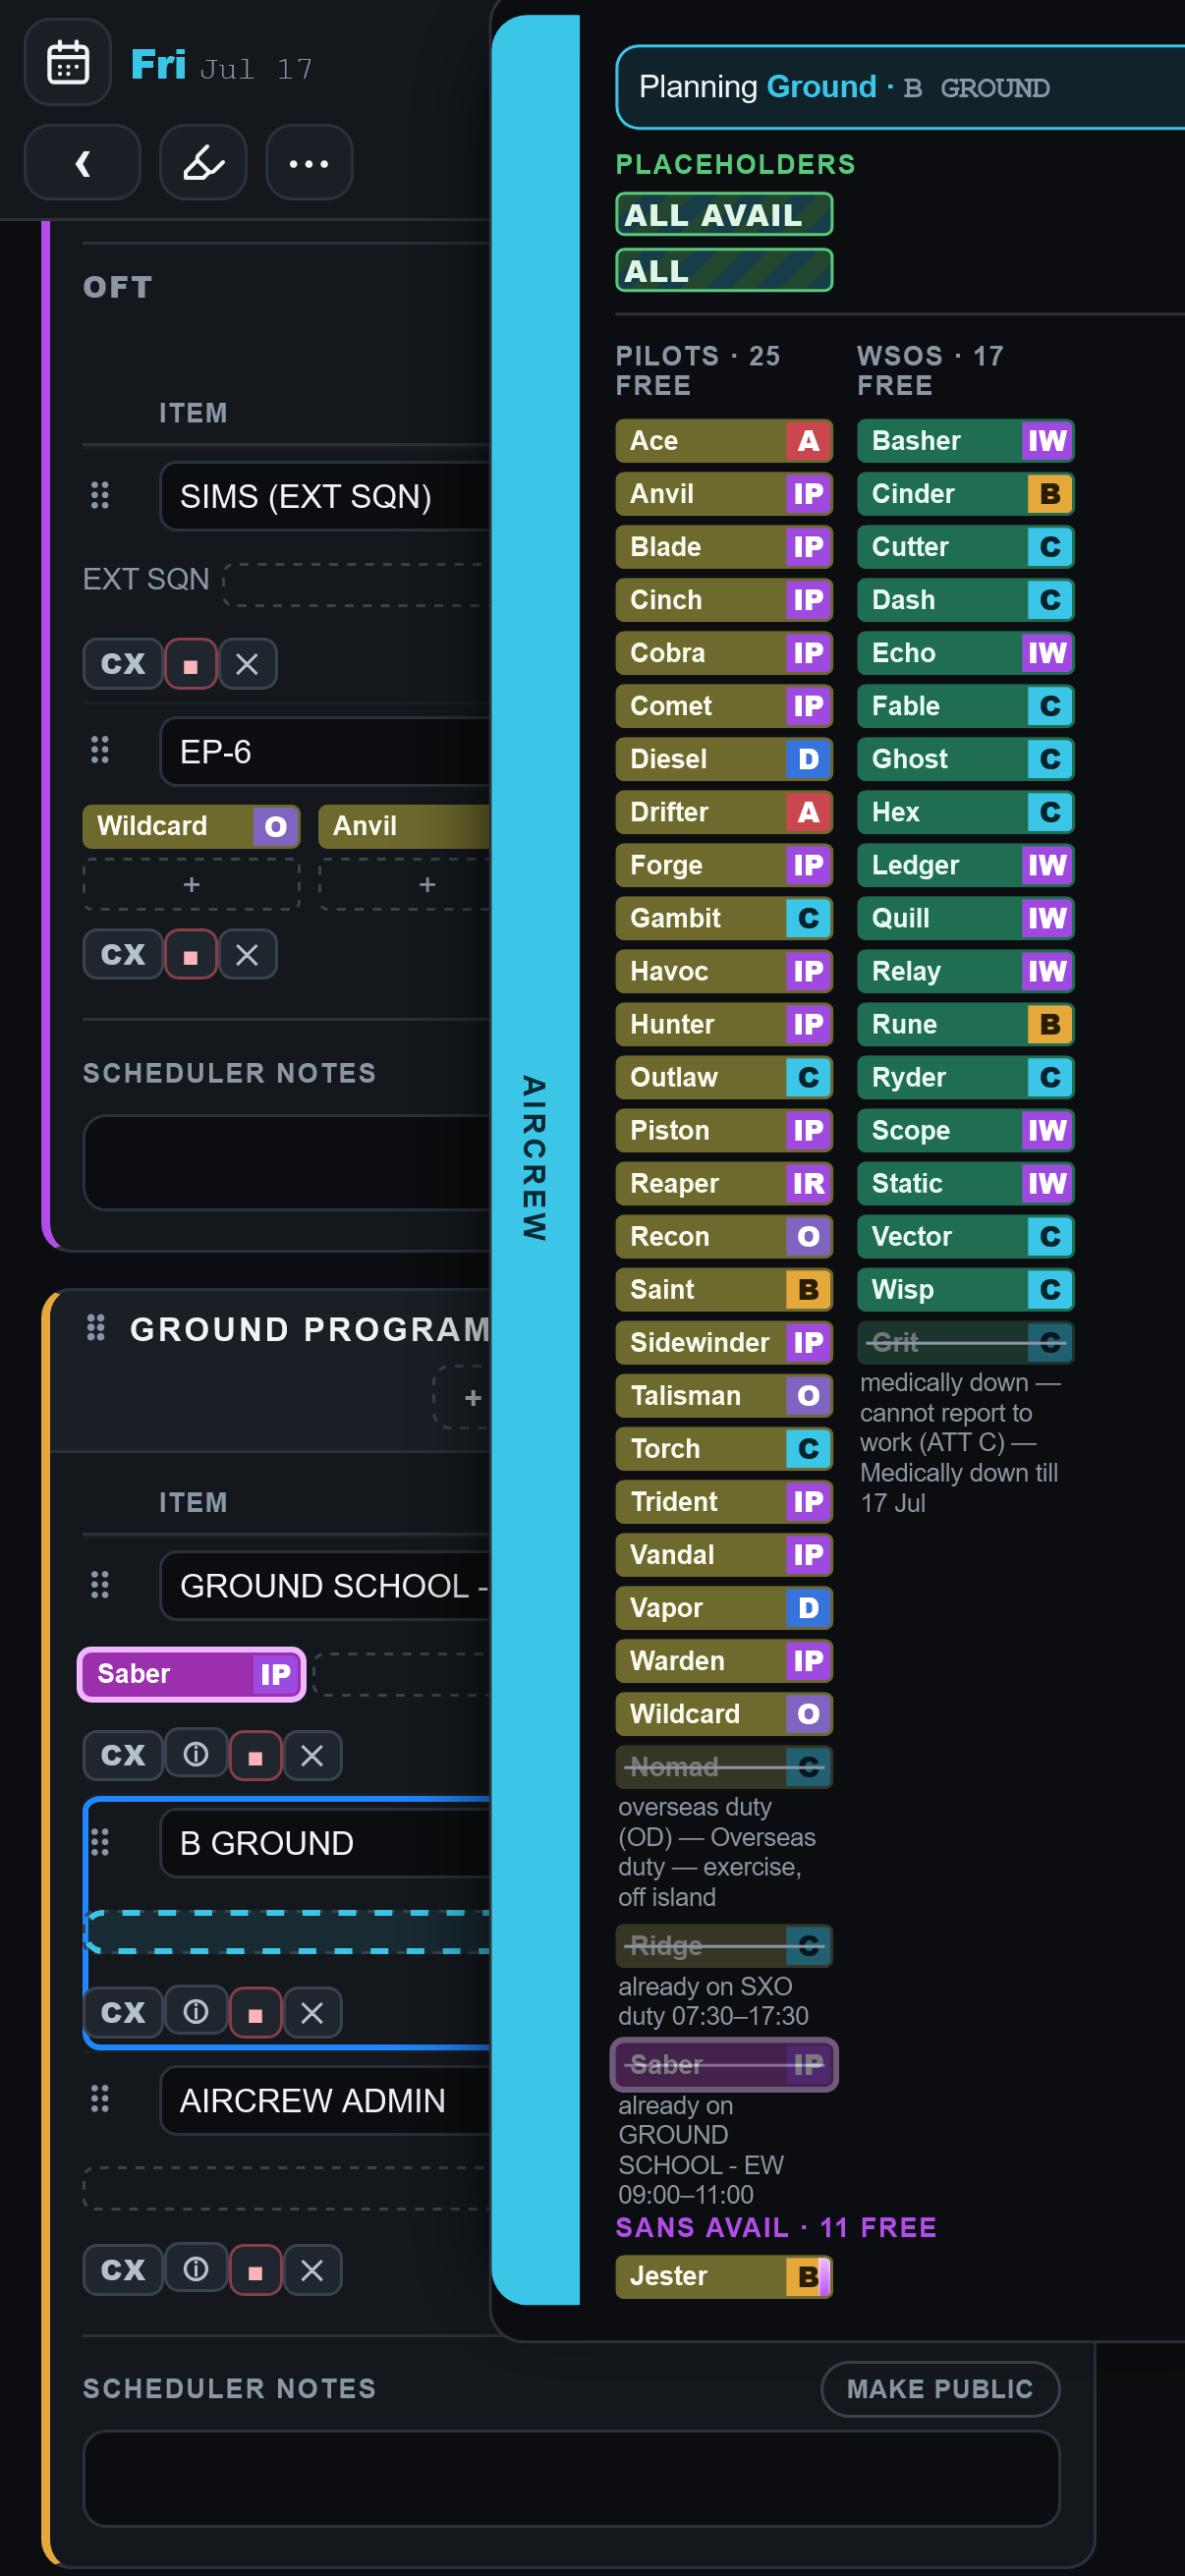 Fri Jul 17
OFT
ITEM
SIMS (EXT SQN)
EXT SQN
CX
EP-6
Wildcard O
Anvil
+ +
CX
SCHEDULER NOTES
GROUND PROGRAM
+
ITEM
GROUND SCHOOL -
Saber IP
CX
B GROUND
CX
AIRCREW ADMIN
CX
SCHEDULER NOTES
MAKE PUBLIC
AIRCREW
Planning Ground · B GROUND
PLACEHOLDERS
ALL AVAIL
ALL
PILOTS · 25
FREE
Ace A
Anvil IP
Blade IP
Cinch IP
Cobra IP
Comet IP
Diesel D
Drifter A
Forge IP
Gambit C
Havoc IP
Hunter IP
Outlaw C
Piston IP
Reaper IR
Recon O
Saint B
Sidewinder IP
Talisman O
Torch C
Trident IP
Vandal IP
Vapor D
Warden IP
Wildcard O
Nomad C
overseas duty
(OD) — Overseas
duty — exercise,
off island
Ridge C
already on SXO
duty 07:30–17:30
Saber IP
already on
GROUND
SCHOOL - EW
09:00–11:00
WSOS · 17
FREE
Basher IW
Cinder B
Cutter C
Dash C
Echo IW
Fable C
Ghost C
Hex C
Ledger IW
Quill IW
Relay IW
Rune B
Ryder C
Scope IW
Static IW
Vector C
Wisp C
Grit C
medically down —
cannot report to
work (ATT C) —
Medically down till
17 Jul
SANS AVAIL · 11 FREE
Jester B